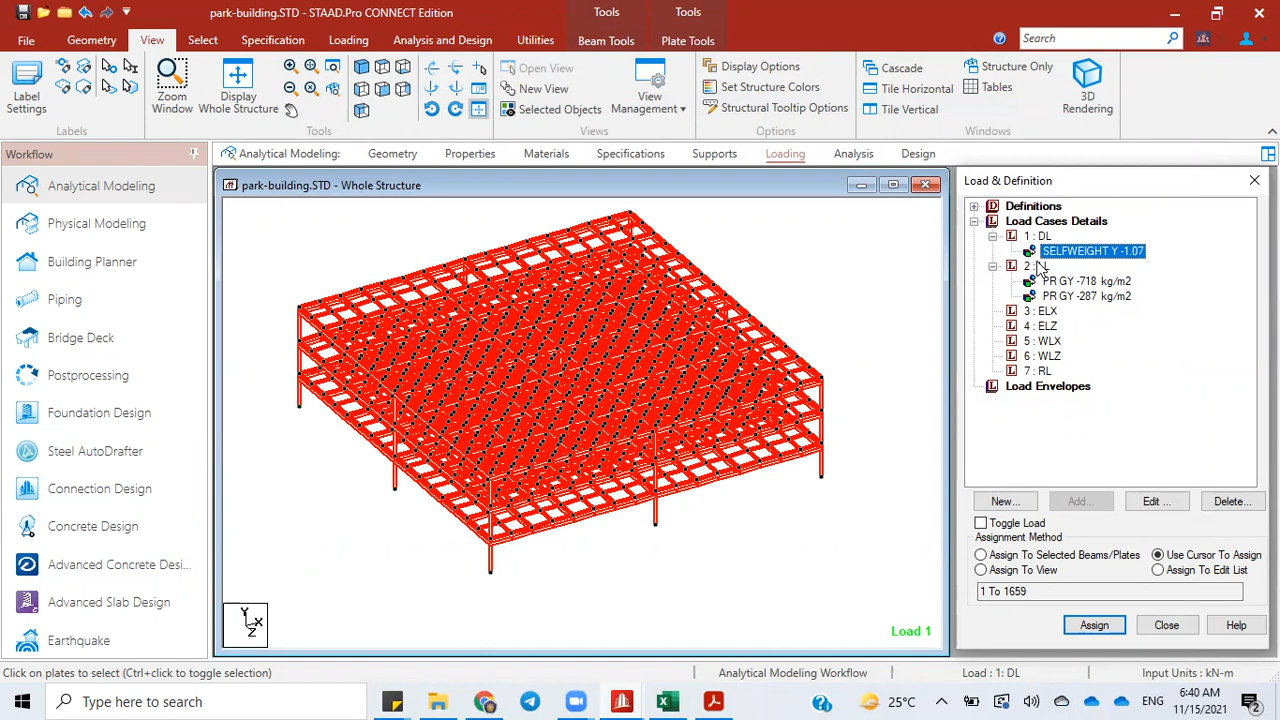 park-building.STD - STAAD.Pro CONNECT Edition
Tools
Tools
File
Geometry
View
Select
Specification
Loading
Analysis and Design
Utilities
Beam Tools
Plate Tools
Search
Label Settings
Labels
Zoom Window
Display Whole Structure
Tools
Open View
New View
Selected Objects
View Management
Views
Display Options
Set Structure Colors
Structural Tooltip Options
Options
Cascade
Tile Horizontal
Tile Vertical
Structure Only
Tables
Windows
3D Rendering
Workflow
Analytical Modeling:
Geometry
Properties
Materials
Specifications
Supports
Loading
Analysis
Design
Analytical Modeling
Physical Modeling
Building Planner
Piping
Bridge Deck
Postprocessing
Foundation Design
Steel AutoDrafter
Connection Design
Concrete Design
Advanced Concrete Desi...
Advanced Slab Design
Earthquake
park-building.STD - Whole Structure
Y
X
Z
Load 1
Load & Definition
Definitions
Load Cases Details
1 : DL
SELFWEIGHT Y -1.07
2 :
PR GY -718 kg/m2
PR GY -287 kg/m2
3 : ELX
4 : ELZ
5 : WLX
6 : WLZ
7 : RL
Load Envelopes
New...
Add...
Edit ...
Delete...
Toggle Load
Assignment Method
Assign To Selected Beams/Plates
Use Cursor To Assign
Assign To View
Assign To Edit List
1 To 1659
Assign
Close
Help
Click on plates to select (Ctrl+click to toggle selection)
Analytical Modeling Workflow
Load : 1: DL
Input Units : kN-m
Type here to search
25°C
ENG
6:40 AM
11/15/2021
2